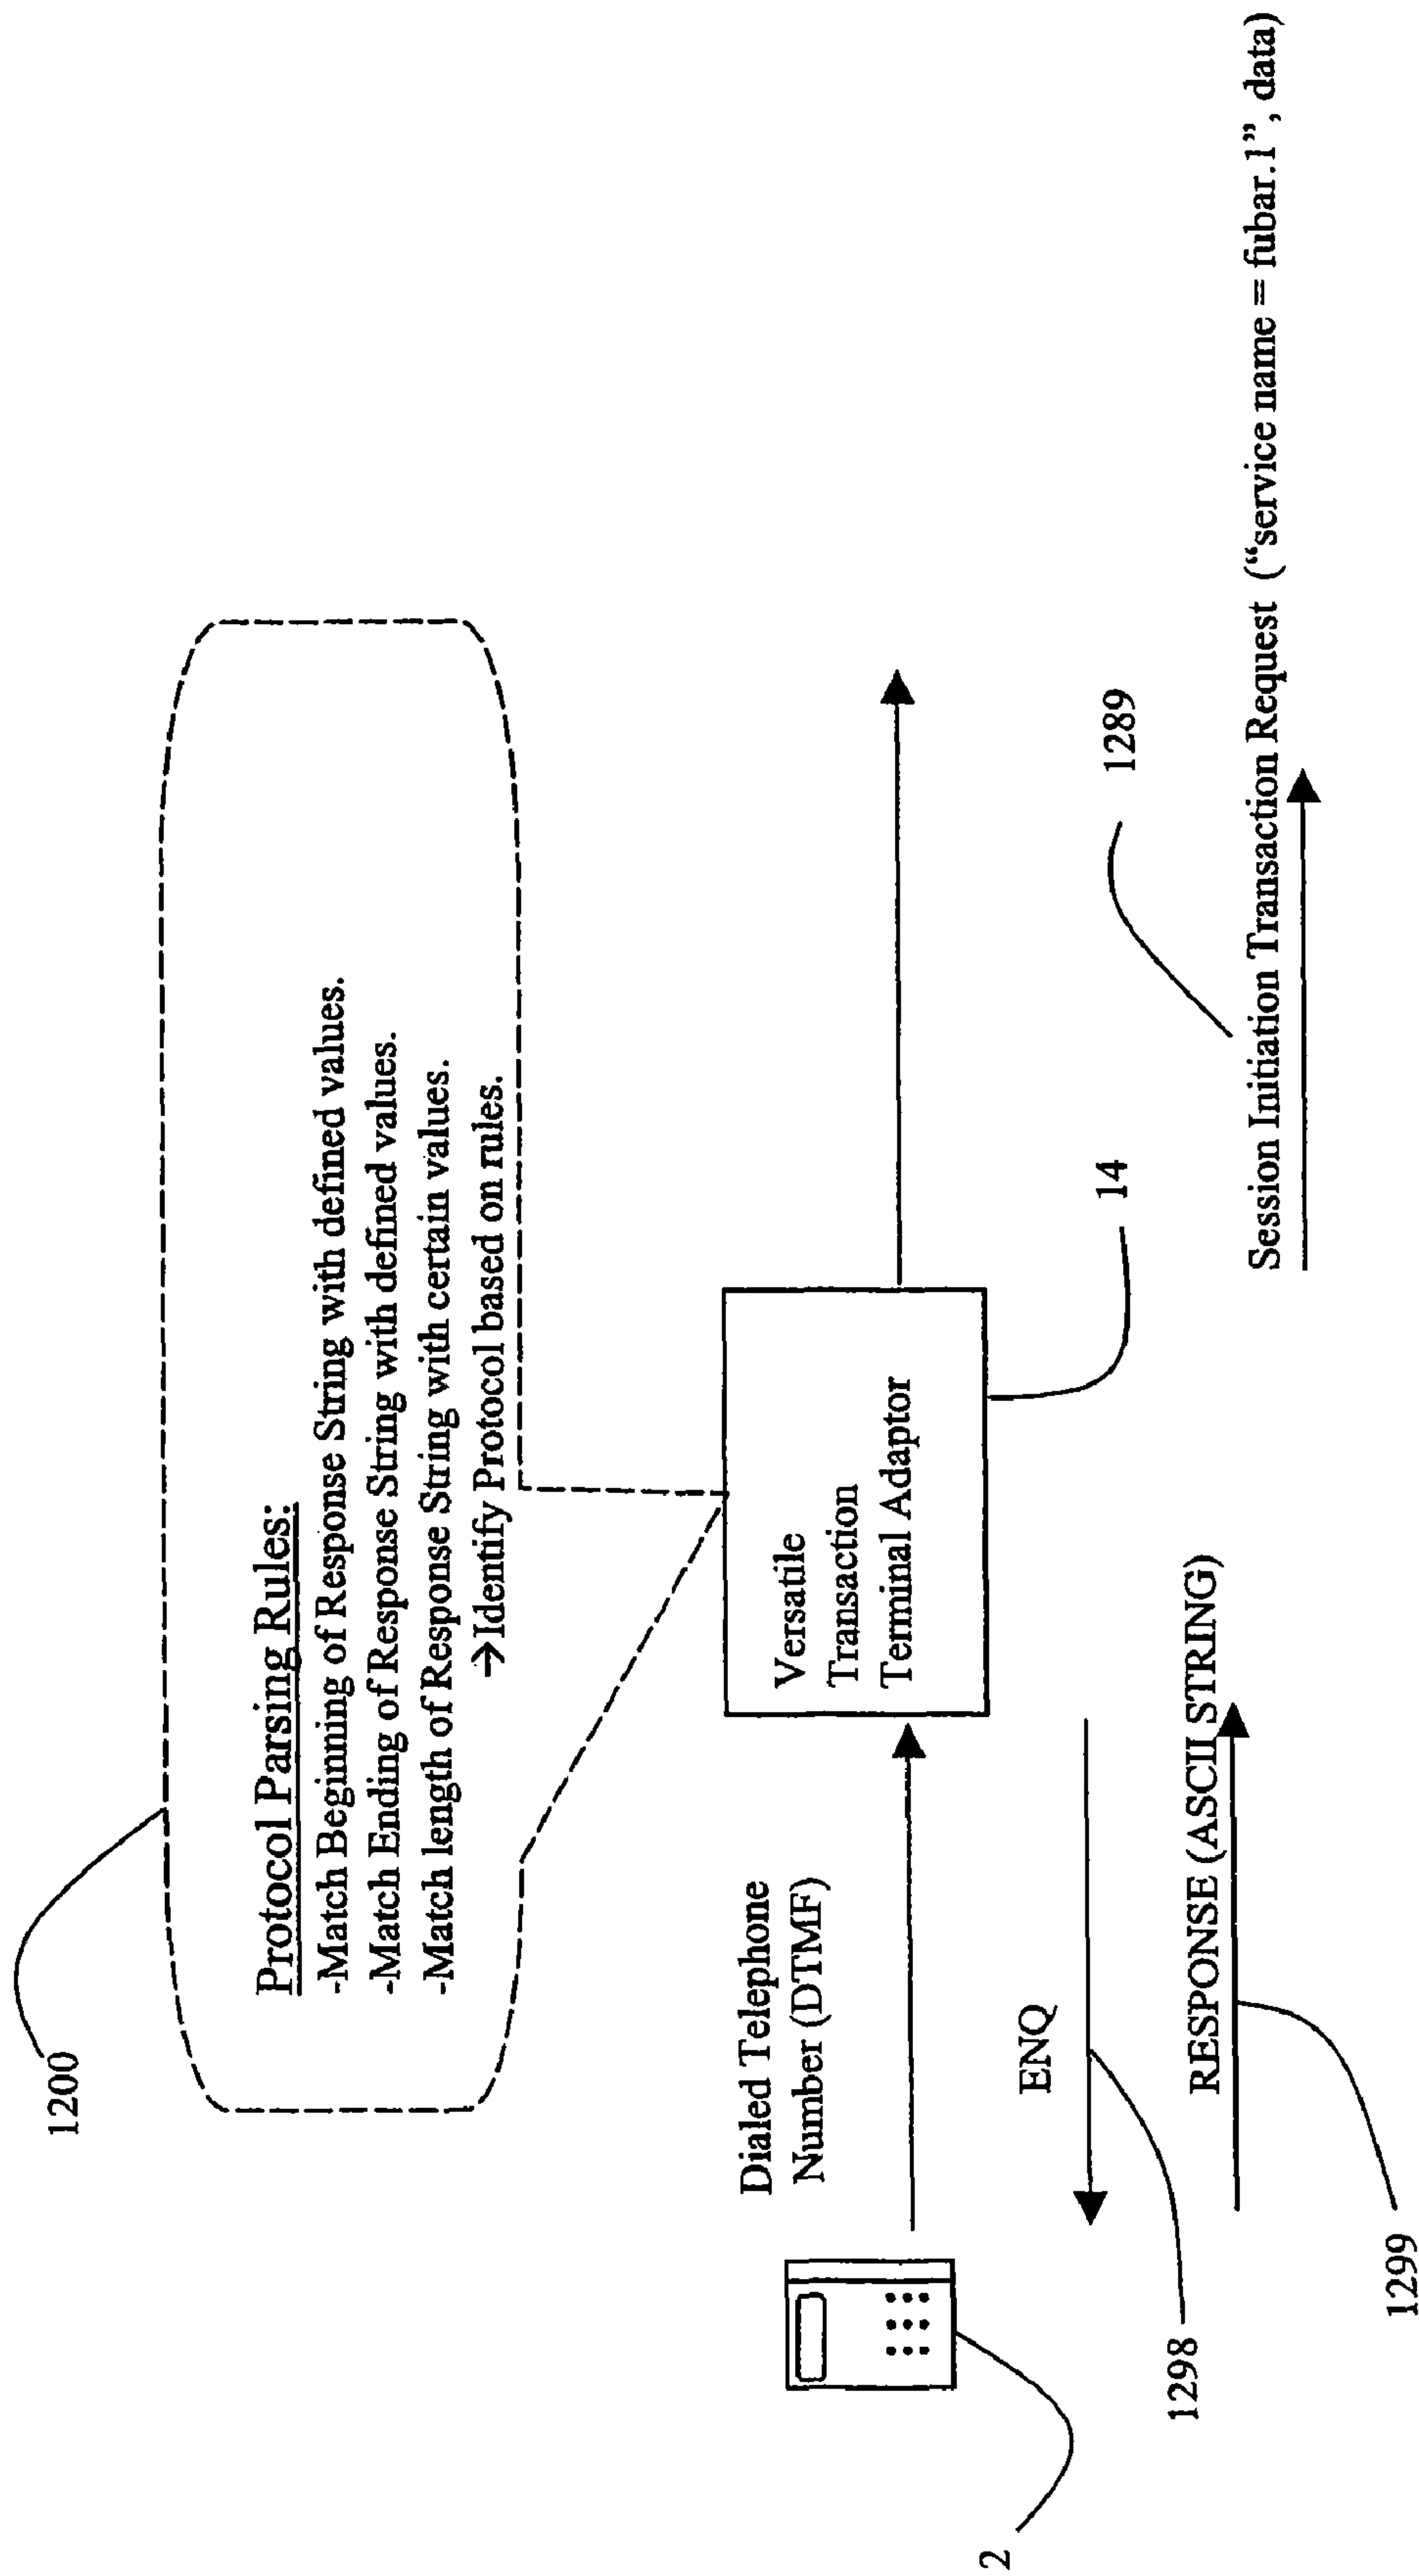 1200
Protocol Parsing Rules:
-Match Beginning of Response String with defined values.
-Match Ending of Response String with defined values.
-Match length of Response String with certain values.
→Identify Protocol based on rules.
Dialed Telephone
Number (DTMF)
Versatile
Transaction
Terminal Adaptor
2
ENQ
1298
RESPONSE (ASCII STRING)
1299
14
1289
Session Initiation Transaction Request (“service name = fubar.1”, data)